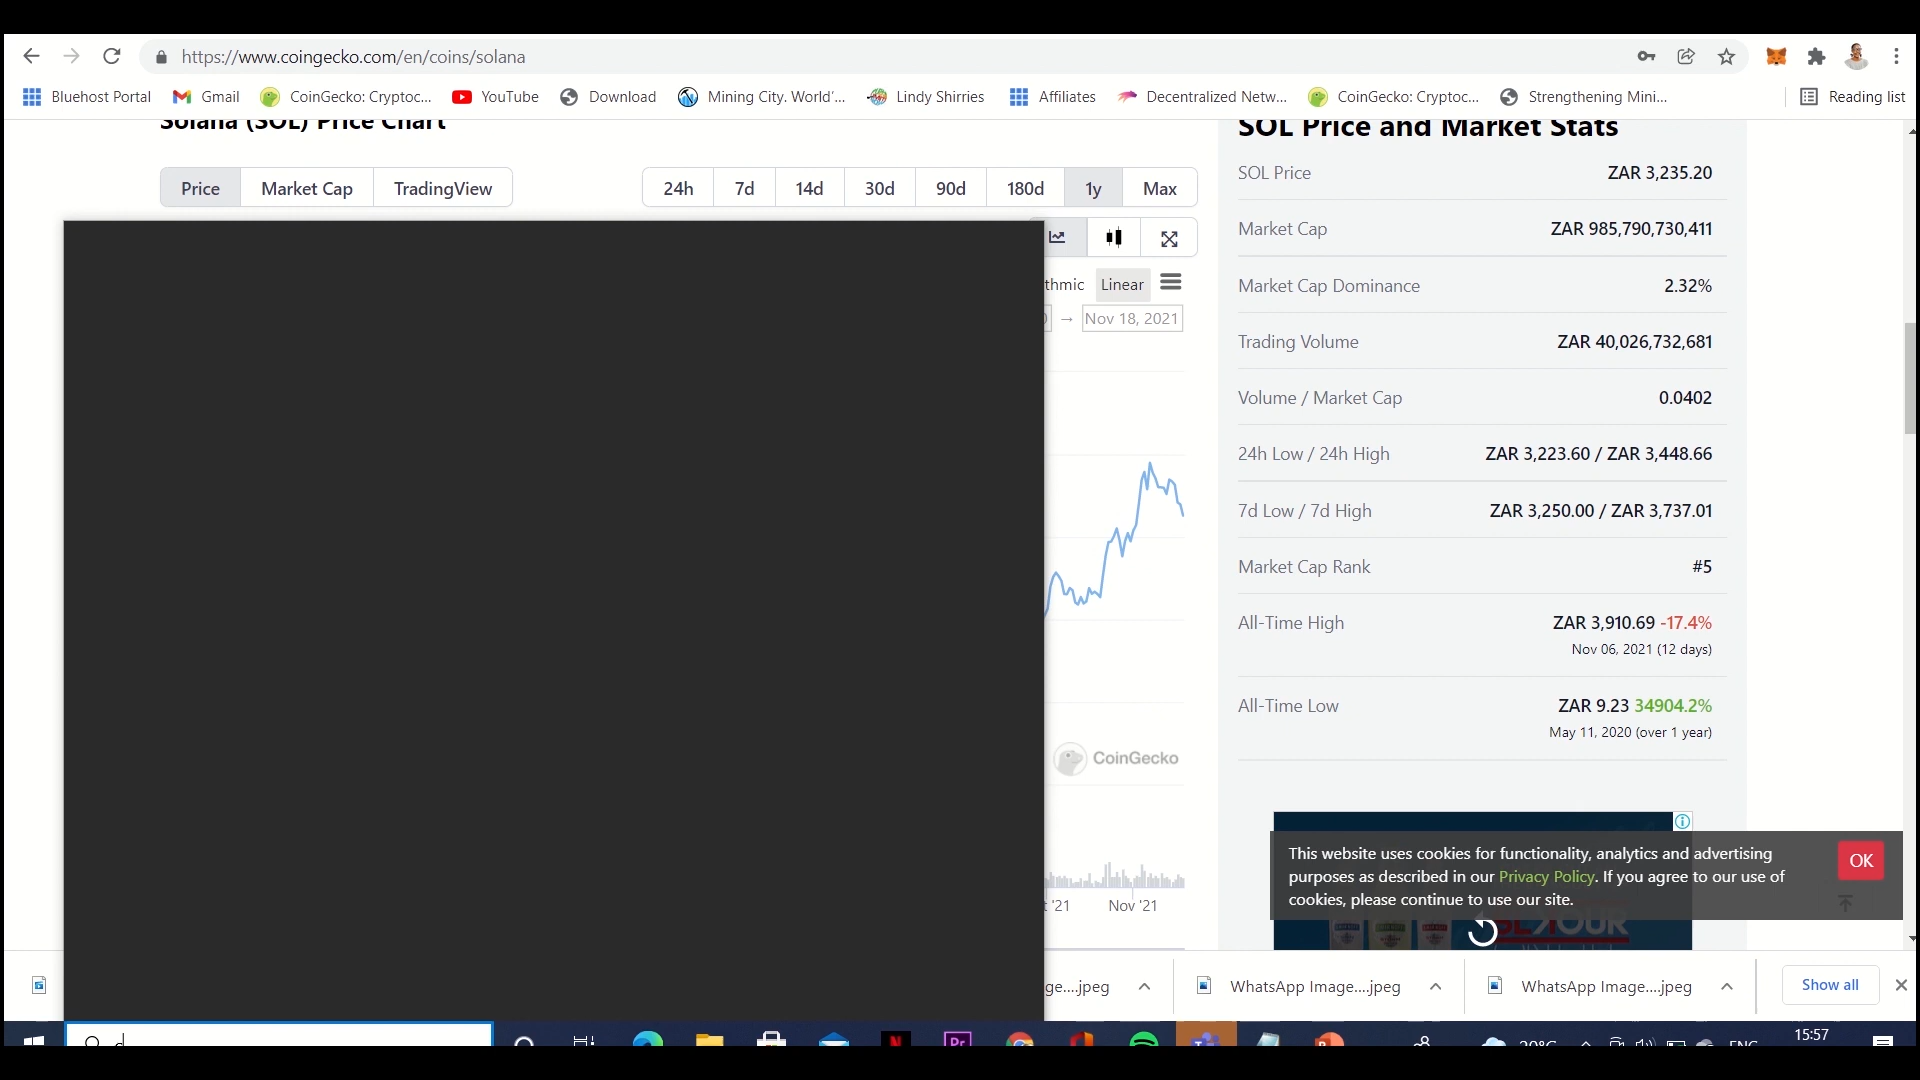 https://www.coingecko.com/en/coins/solana
Bluehost Portal
Gmail
CoinGecko: Cryptoc...
YouTube
Download
Mining City. World'...
Lindy Shirries
Affiliates
Decentralized Netw...
CoinGecko: Cryptoc...
Strengthening Mini...
Reading list
Solana (SOL) Price Chart
Price
Market Cap
TradingView
24h
7d
14d
30d
90d
180d
1y
Max
thmic
Linear
→ Nov 18, 2021
CoinGecko
t '21
Nov '21
SOL Price and Market Stats
SOL Price ZAR 3,235.20
Market Cap ZAR 985,790,730,411
Market Cap Dominance 2.32%
Trading Volume ZAR 40,026,732,681
Volume / Market Cap 0.0402
24h Low / 24h High ZAR 3,223.60 / ZAR 3,448.66
7d Low / 7d High ZAR 3,250.00 / ZAR 3,737.01
Market Cap Rank #5
All-Time High ZAR 3,910.69 -17.4%
Nov 06, 2021 (12 days)
All-Time Low ZAR 9.23 34904.2%
May 11, 2020 (over 1 year)
This website uses cookies for functionality, analytics and advertising
purposes as described in our Privacy Policy. If you agree to our use of
cookies, please continue to use our site.
OK
ge....jpeg
WhatsApp Image....jpeg
WhatsApp Image....jpeg
Show all
N
Pr
20°C
ENG
15:57